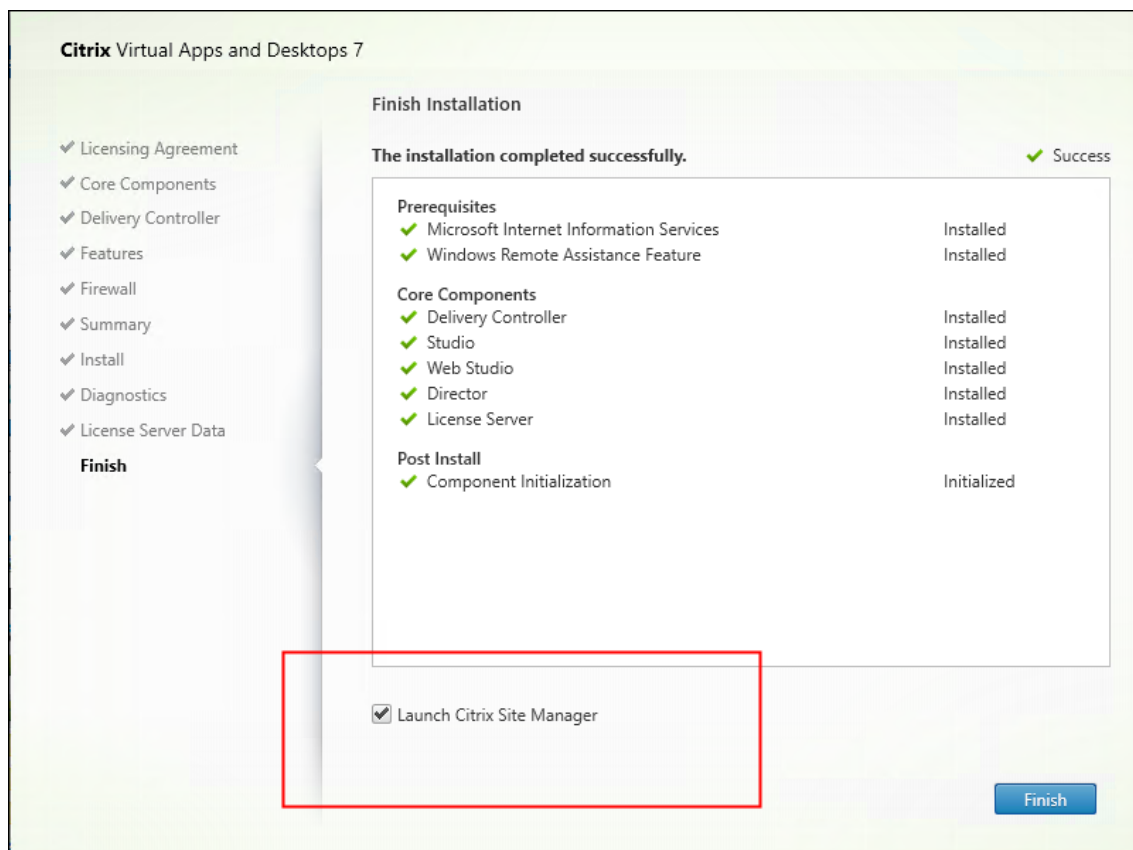 Citrix Virtual Apps and Desktops 7
Finish Installation
Licensing Agreement
Core Components
Delivery Controller
Features
Firewall
Summary
Install
Diagnostics
License Server Data
Finish
The installation completed successfully. Success
Prerequisites
Microsoft Internet Information Services Installed
Windows Remote Assistance Feature Installed
Core Components
Delivery Controller Installed
Studio Installed
Web Studio Installed
Director Installed
License Server Installed
Post Install
Component Initialization Initialized
Launch Citrix Site Manager
Finish